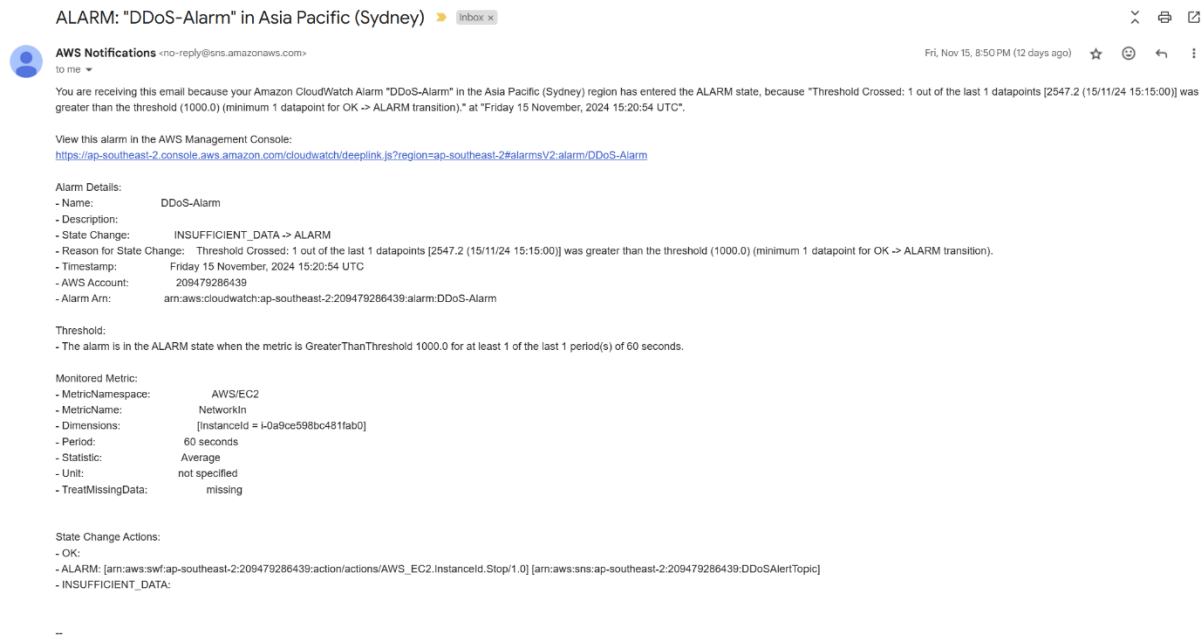 ALARM: "DDoS-Alarm" in Asia Pacific (Sydney) Inbox ×
AWS Notifications <no-reply@sns.amazonaws.com> Fri, Nov 15, 8:50 PM (12 days ago)
to me
You are receiving this email because your Amazon CloudWatch Alarm "DDoS-Alarm" in the Asia Pacific (Sydney) region has entered the ALARM state, because "Threshold Crossed: 1 out of the last 1 datapoints [2547.2 (15/11/24 15:15:00)] was
greater than the threshold (1000.0) (minimum 1 datapoint for OK -> ALARM transition)." at "Friday 15 November, 2024 15:20:54 UTC".
View this alarm in the AWS Management Console:
https://ap-southeast-2.console.aws.amazon.com/cloudwatch/deeplink.js?region=ap-southeast-2#alarmsV2:alarm/DDoS-Alarm
Alarm Details:
- Name: DDoS-Alarm
- Description:
- State Change: INSUFFICIENT_DATA -> ALARM
- Reason for State Change: Threshold Crossed: 1 out of the last 1 datapoints [2547.2 (15/11/24 15:15:00)] was greater than the threshold (1000.0) (minimum 1 datapoint for OK -> ALARM transition).
- Timestamp: Friday 15 November, 2024 15:20:54 UTC
- AWS Account: 209479286439
- Alarm Arn: arn:aws:cloudwatch:ap-southeast-2:209479286439:alarm:DDoS-Alarm
Threshold:
- The alarm is in the ALARM state when the metric is GreaterThanThreshold 1000.0 for at least 1 of the last 1 period(s) of 60 seconds.
Monitored Metric:
- MetricNamespace: AWS/EC2
- MetricName: NetworkIn
- Dimensions: [InstanceId = i-0a9ce598bc481fab0]
- Period: 60 seconds
- Statistic: Average
- Unit: not specified
- TreatMissingData: missing
State Change Actions:
- OK:
- ALARM: [arn:aws:swf:ap-southeast-2:209479286439:action/actions/AWS_EC2.InstanceId.Stop/1.0] [arn:aws:sns:ap-southeast-2:209479286439:DDoSAlertTopic]
- INSUFFICIENT_DATA:
--